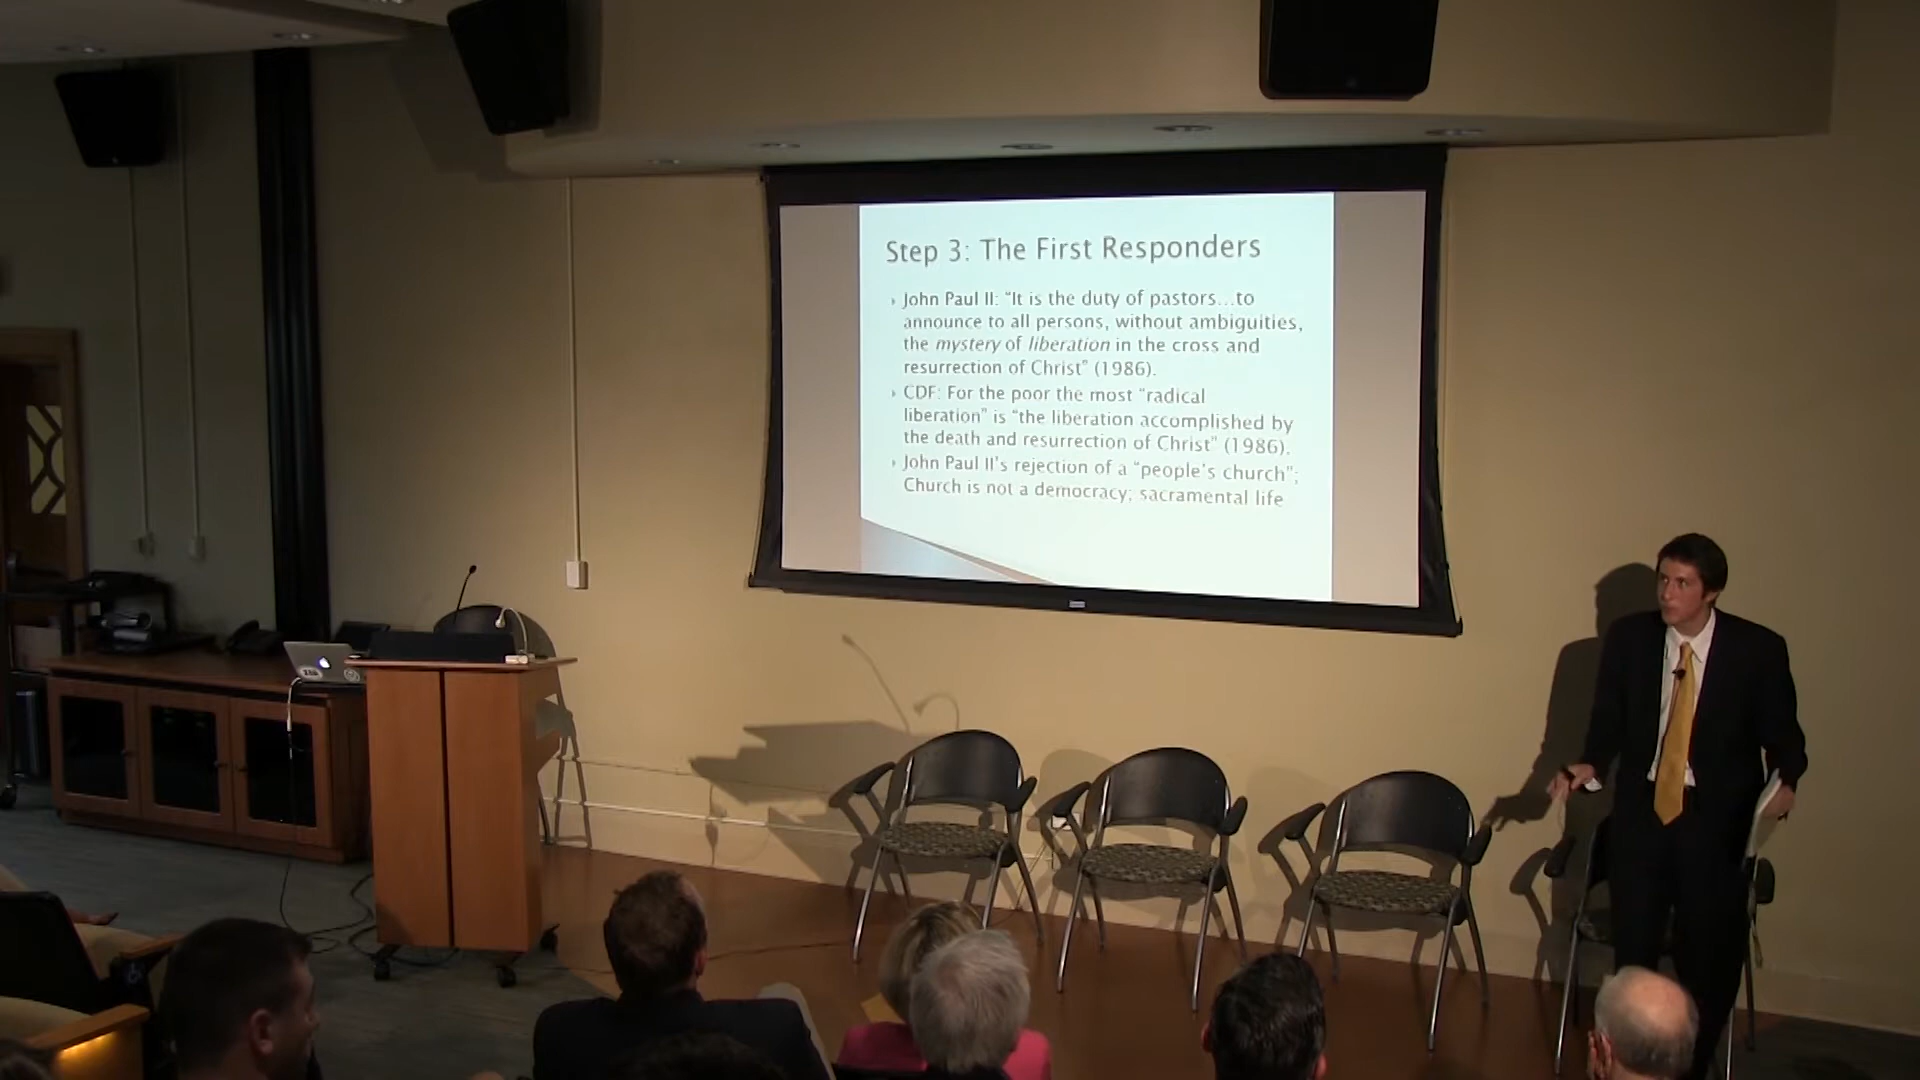 Step 3: The First Responders
John Paul II: “It is the duty of pastors...to
announce to all persons, without ambiguities,
the mystery of liberation in the cross and
resurrection of Christ” (1986).
CDF: For the poor the most “radical
liberation” is “the liberation accomplished by
the death and resurrection of Christ” (1986).
John Paul II’s rejection of a “people’s church”;
Church is not a democracy; sacramental life